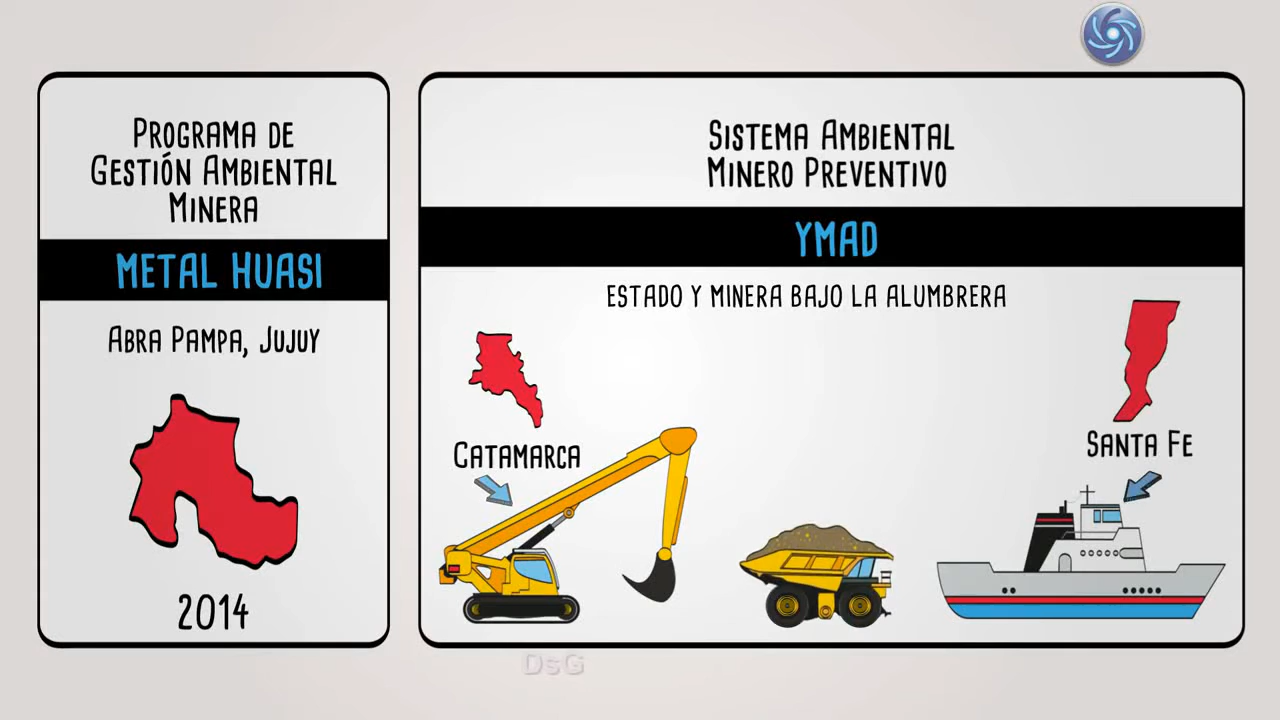 PROGRAMA DE
GESTIÓN AMBIENTAL
MINERA
METAL HUASI
ABRA PAMPA, JUJUY
2014
SISTEMA AMBIENTAL
MINERO PREVENTIVO
YMAD
ESTADO Y MINERA BAJO LA ALUMBRERA
CATAMARCA
SANTA FE
DsG